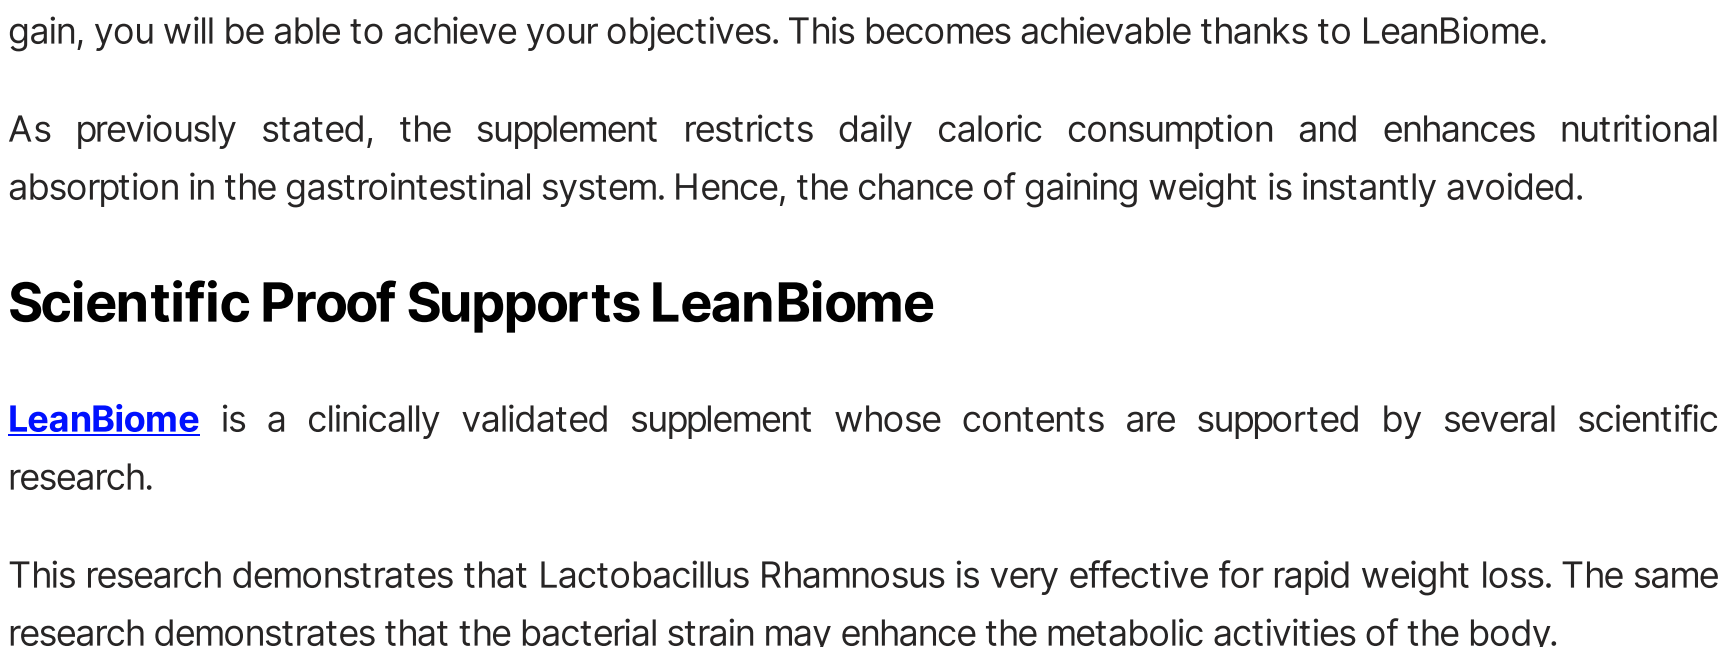 gain, you will be able to achieve your objectives. This becomes achievable thanks to LeanBiome.
As previously stated, the supplement restricts daily caloric consumption and enhances nutritional
absorption in the gastrointestinal system. Hence, the chance of gaining weight is instantly avoided.
Scientific Proof Supports LeanBiome
LeanBiome is a clinically validated supplement whose contents are supported by several scientific
research.
This research demonstrates that Lactobacillus Rhamnosus is very effective for rapid weight loss. The same
research demonstrates that the bacterial strain may enhance the metabolic activities of the body.